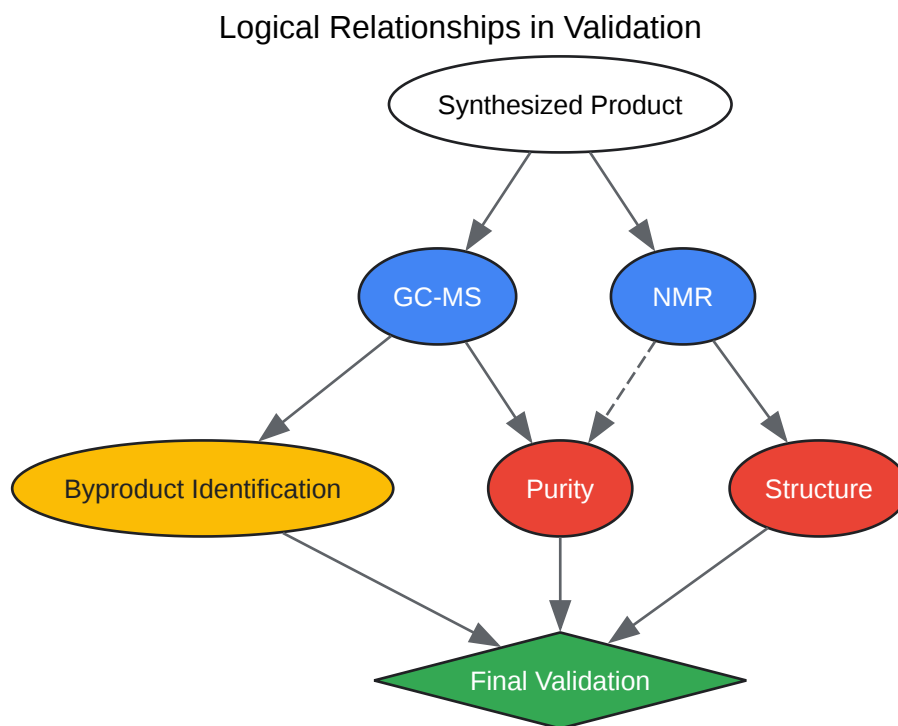 Logical Relationships in Validation
Synthesized Product
GC-MS
NMR
Byproduct Identification
Purity
Structure
Final Validation